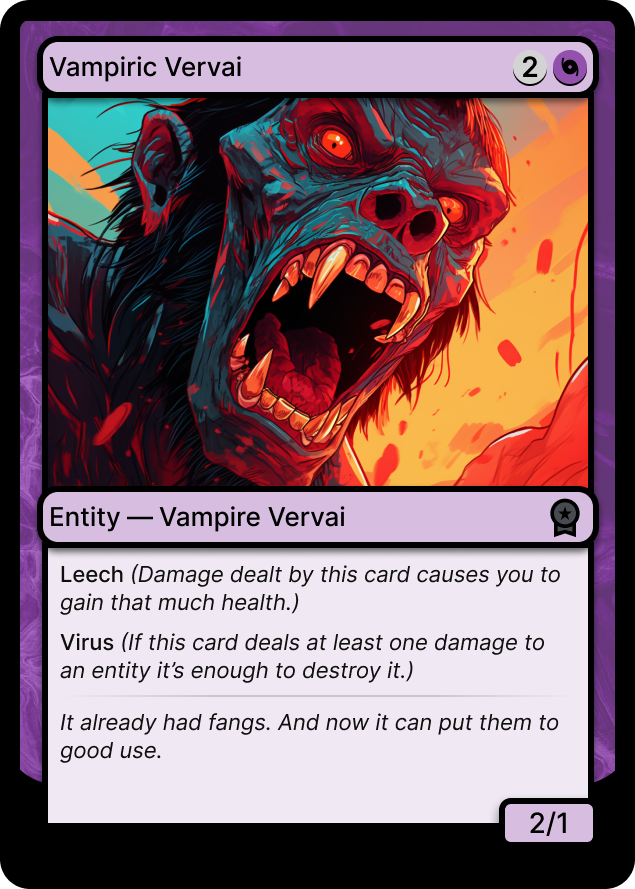 Vampiric Vervai
2
Entity — Vampire Vervai
Leech (Damage dealt by this card causes you to
gain that much health.)
Virus (If this card deals at least one damage to
an entity it’s enough to destroy it.)
It already had fangs. And now it can put them to
good use.
2/1